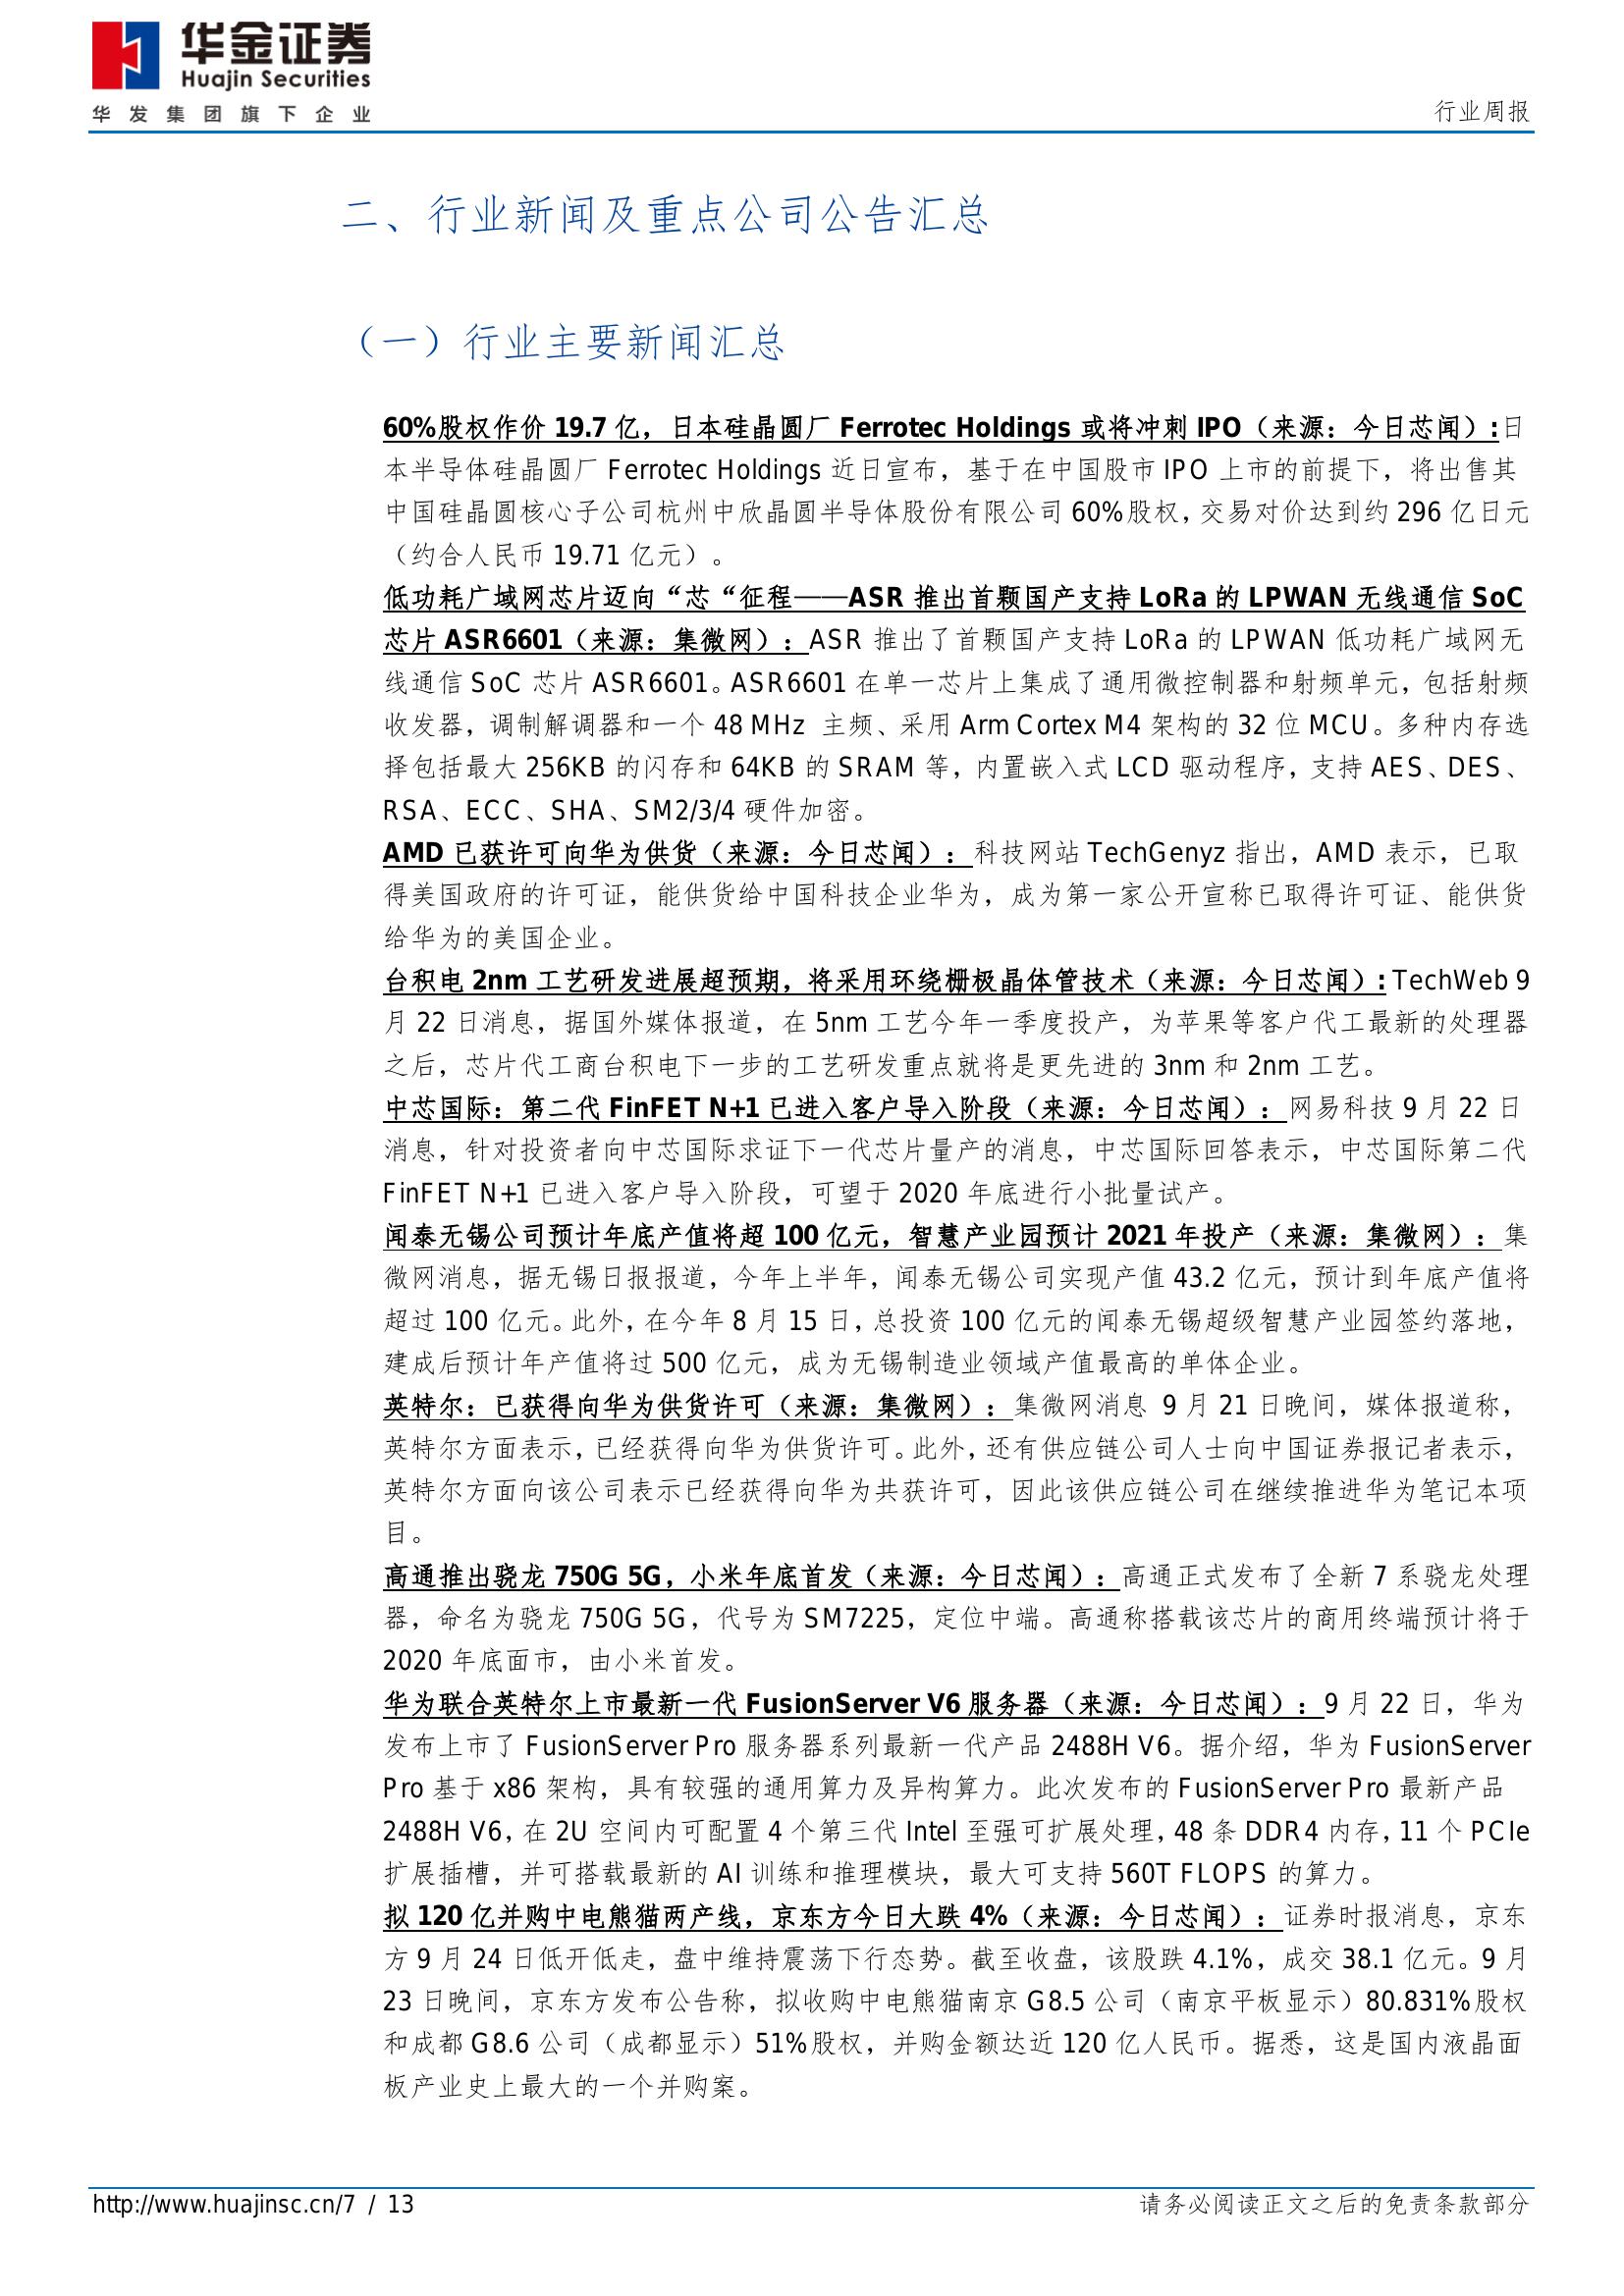 华金证券
Huajin Securities
华发集团旗下企业
行业周报
二、行业新闻及重点公司公告汇总
（一）行业主要新闻汇总
60%股权作价 19.7 亿，日本硅晶圆厂 Ferrotec Holdings 或将冲刺 IPO（来源：今日芯闻）:日
本半导体硅晶圆厂 Ferrotec Holdings 近日宣布，基于在中国股市 IPO 上市的前提下，将出售其
中国硅晶圆核心子公司杭州中欣晶圆半导体股份有限公司 60%股权，交易对价达到约 296 亿日元
（约合人民币 19.71 亿元）。
低功耗广域网芯片迈向“芯“征程——ASR 推出首颗国产支持 LoRa 的 LPWAN 无线通信 SoC
芯片 ASR6601（来源：集微网）：ASR 推出了首颗国产支持 LoRa 的 LPWAN 低功耗广域网无
线通信 SoC 芯片 ASR6601。ASR6601 在单一芯片上集成了通用微控制器和射频单元，包括射频
收发器，调制解调器和一个 48 MHz 主频、采用 Arm Cortex M4 架构的 32 位 MCU。多种内存选
择包括最大 256KB 的闪存和 64KB 的 SRAM 等，内置嵌入式 LCD 驱动程序，支持 AES、DES、
RSA、ECC、SHA、SM2/3/4 硬件加密。
AMD 已获许可向华为供货（来源：今日芯闻）：科技网站 TechGenyz 指出，AMD 表示，已取
得美国政府的许可证，能供货给中国科技企业华为，成为第一家公开宣称已取得许可证、能供货
给华为的美国企业。
台积电 2nm 工艺研发进展超预期，将采用环绕栅极晶体管技术（来源：今日芯闻）: TechWeb 9
月 22 日消息，据国外媒体报道，在 5nm 工艺今年一季度投产，为苹果等客户代工最新的处理器
之后，芯片代工商台积电下一步的工艺研发重点就将是更先进的 3nm 和 2nm 工艺。
中芯国际：第二代 FinFET N+1 已进入客户导入阶段（来源：今日芯闻）：网易科技 9 月 22 日
消息，针对投资者向中芯国际求证下一代芯片量产的消息，中芯国际回答表示，中芯国际第二代
FinFET N+1 已进入客户导入阶段，可望于 2020 年底进行小批量试产。
闻泰无锡公司预计年底产值将超 100 亿元，智慧产业园预计 2021 年投产（来源：集微网）：集
微网消息，据无锡日报报道，今年上半年，闻泰无锡公司实现产值 43.2 亿元，预计到年底产值将
超过 100 亿元。此外，在今年 8 月 15 日，总投资 100 亿元的闻泰无锡超级智慧产业园签约落地，
建成后预计年产值将过 500 亿元，成为无锡制造业领域产值最高的单体企业。
英特尔：已获得向华为供货许可（来源：集微网）：集微网消息 9 月 21 日晚间，媒体报道称，
英特尔方面表示，已经获得向华为供货许可。此外，还有供应链公司人士向中国证券报记者表示，
英特尔方面向该公司表示已经获得向华为共获许可，因此该供应链公司在继续推进华为笔记本项
目。
高通推出骁龙 750G 5G，小米年底首发（来源：今日芯闻）：高通正式发布了全新 7 系骁龙处理
器，命名为骁龙 750G 5G，代号为 SM7225，定位中端。高通称搭载该芯片的商用终端预计将于
2020 年底面市，由小米首发。
华为联合英特尔上市最新一代 FusionServer V6 服务器（来源：今日芯闻）：9 月 22 日，华为
发布上市了 FusionServer Pro 服务器系列最新一代产品 2488H V6。据介绍，华为 FusionServer
Pro 基于 x86 架构，具有较强的通用算力及异构算力。此次发布的 FusionServer Pro 最新产品
2488H V6，在 2U 空间内可配置 4 个第三代 Intel 至强可扩展处理，48 条 DDR4 内存，11 个 PCIe
扩展插槽，并可搭载最新的 AI 训练和推理模块，最大可支持 560T FLOPS 的算力。
拟 120 亿并购中电熊猫两产线，京东方今日大跌 4%（来源：今日芯闻）：证券时报消息，京东
方 9 月 24 日低开低走，盘中维持震荡下行态势。截至收盘，该股跌 4.1%，成交 38.1 亿元。9 月
23 日晚间，京东方发布公告称，拟收购中电熊猫南京 G8.5 公司（南京平板显示）80.831%股权
和成都 G8.6 公司（成都显示）51%股权，并购金额达近 120 亿人民币。据悉，这是国内液晶面
板产业史上最大的一个并购案。
http://www.huajinsc.cn/7 / 13
请务必阅读正文之后的免责条款部分